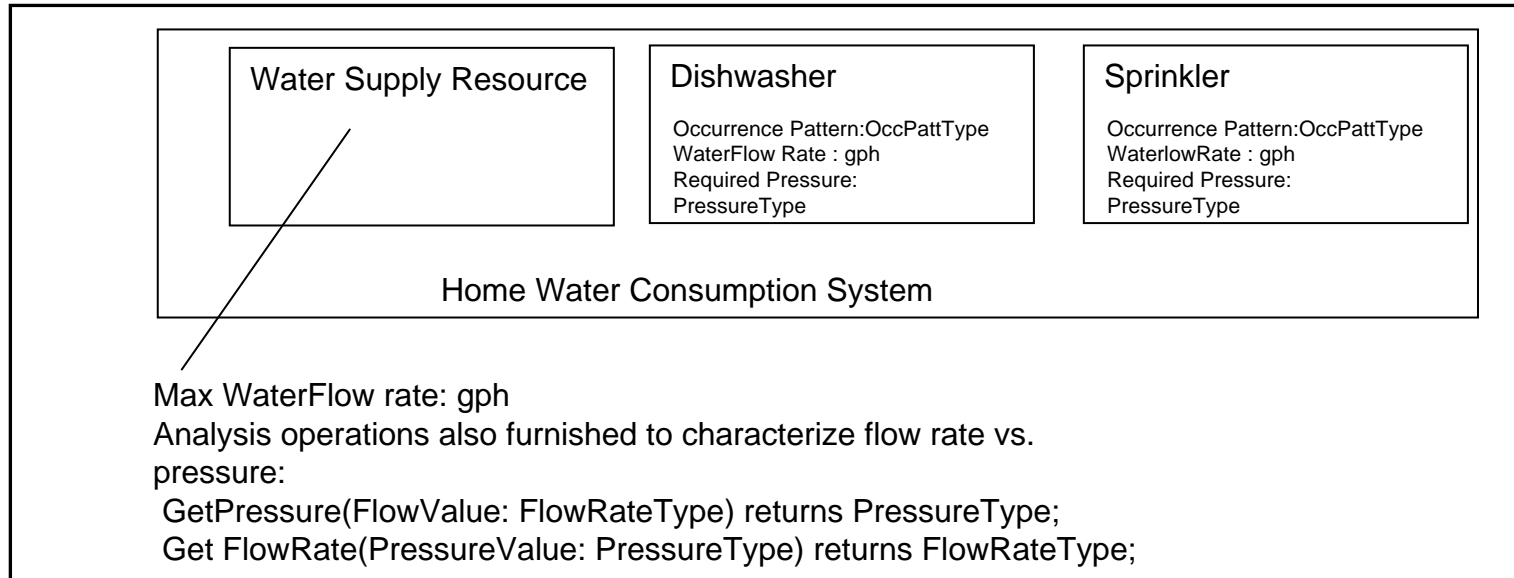 Water Supply Resource
Dishwasher
Occurrence Pattern:OccPattType
WaterFlow Rate : gph
Required Pressure:
PressureType
Sprinkler
Occurrence Pattern:OccPattType
WaterlowRate : gph
Required Pressure:
PressureType
Home Water Consumption System
Max WaterFlow rate: gph
Analysis operations also furnished to characterize flow rate vs.
pressure:
GetPressure(FlowValue: FlowRateType) returns PressureType;
Get FlowRate(PressureValue: PressureType) returns FlowRateType;